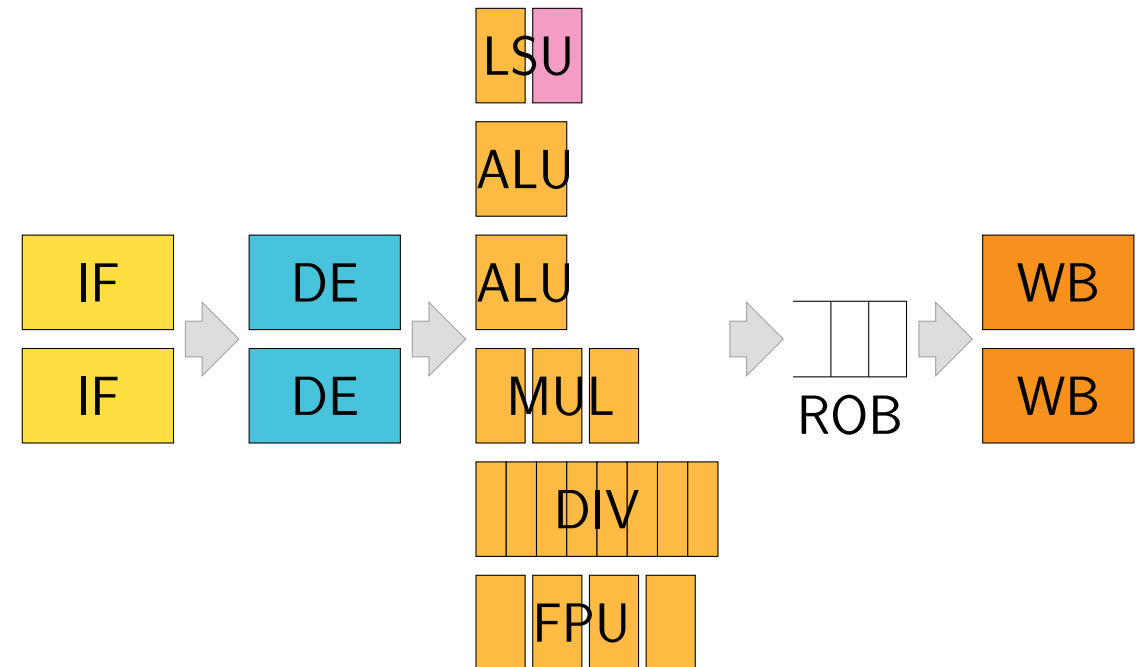 IF
IF
DE
DE
LSU
ALU
ALU
MUL
DIV
FPU
ROB
WB
WB